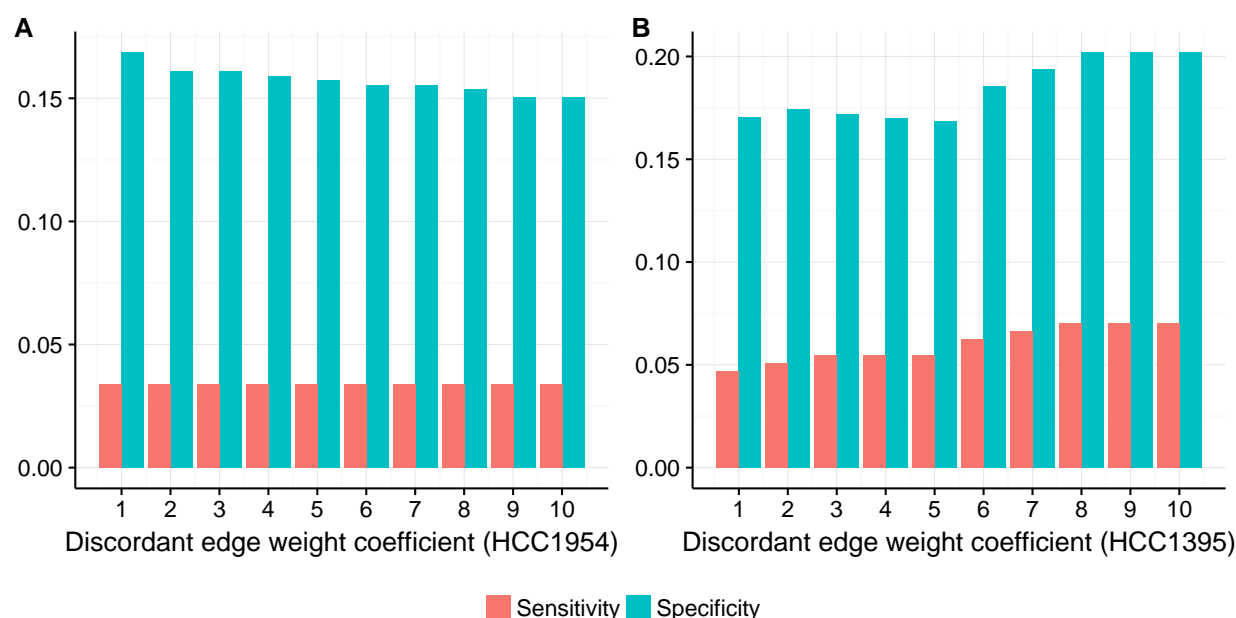 A
0.15
0.10
0.05
0.00
1 2 3 4 5 6 7 8 9 10
Discordant edge weight coefficient (HCC1954)
B
0.20
0.15
0.10
0.05
0.00
1 2 3 4 5 6 7 8 9 10
Discordant edge weight coefficient (HCC1395)
Sensitivity Specificity